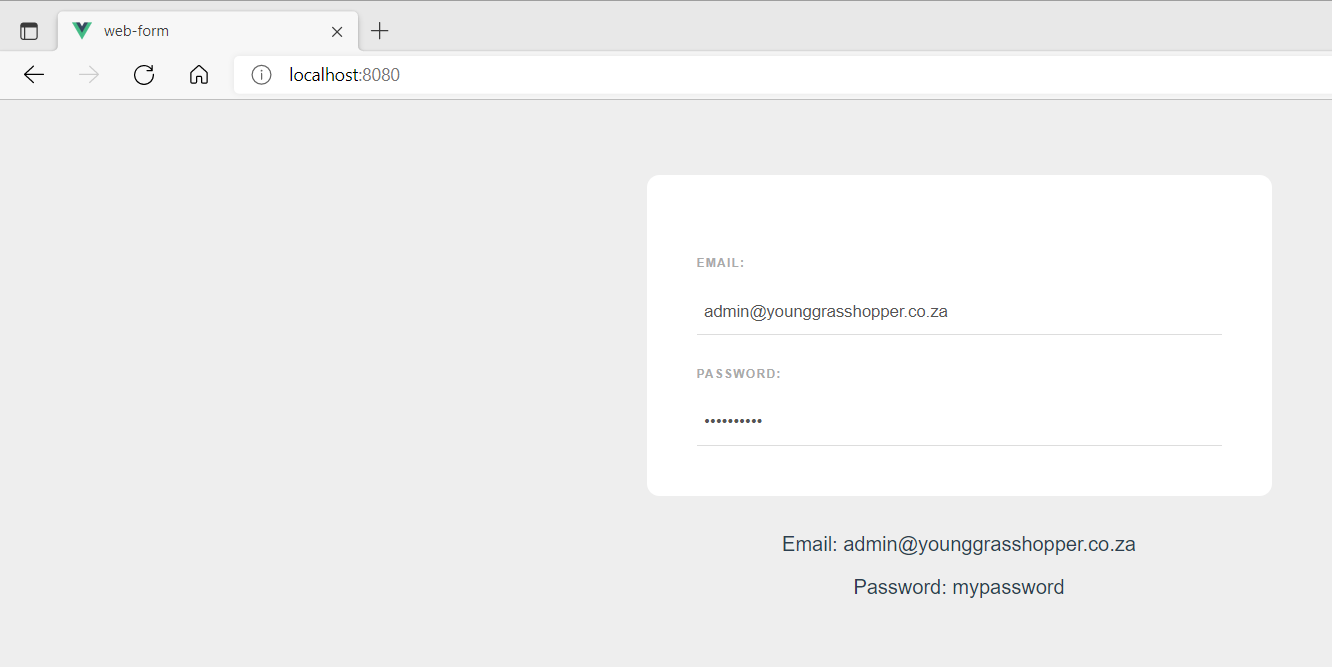 web-form
localhost:8080
EMAIL:
admin@younggrasshopper.co.za
PASSWORD:
••••••••••
Email: admin@younggrasshopper.co.za
Password: mypassword